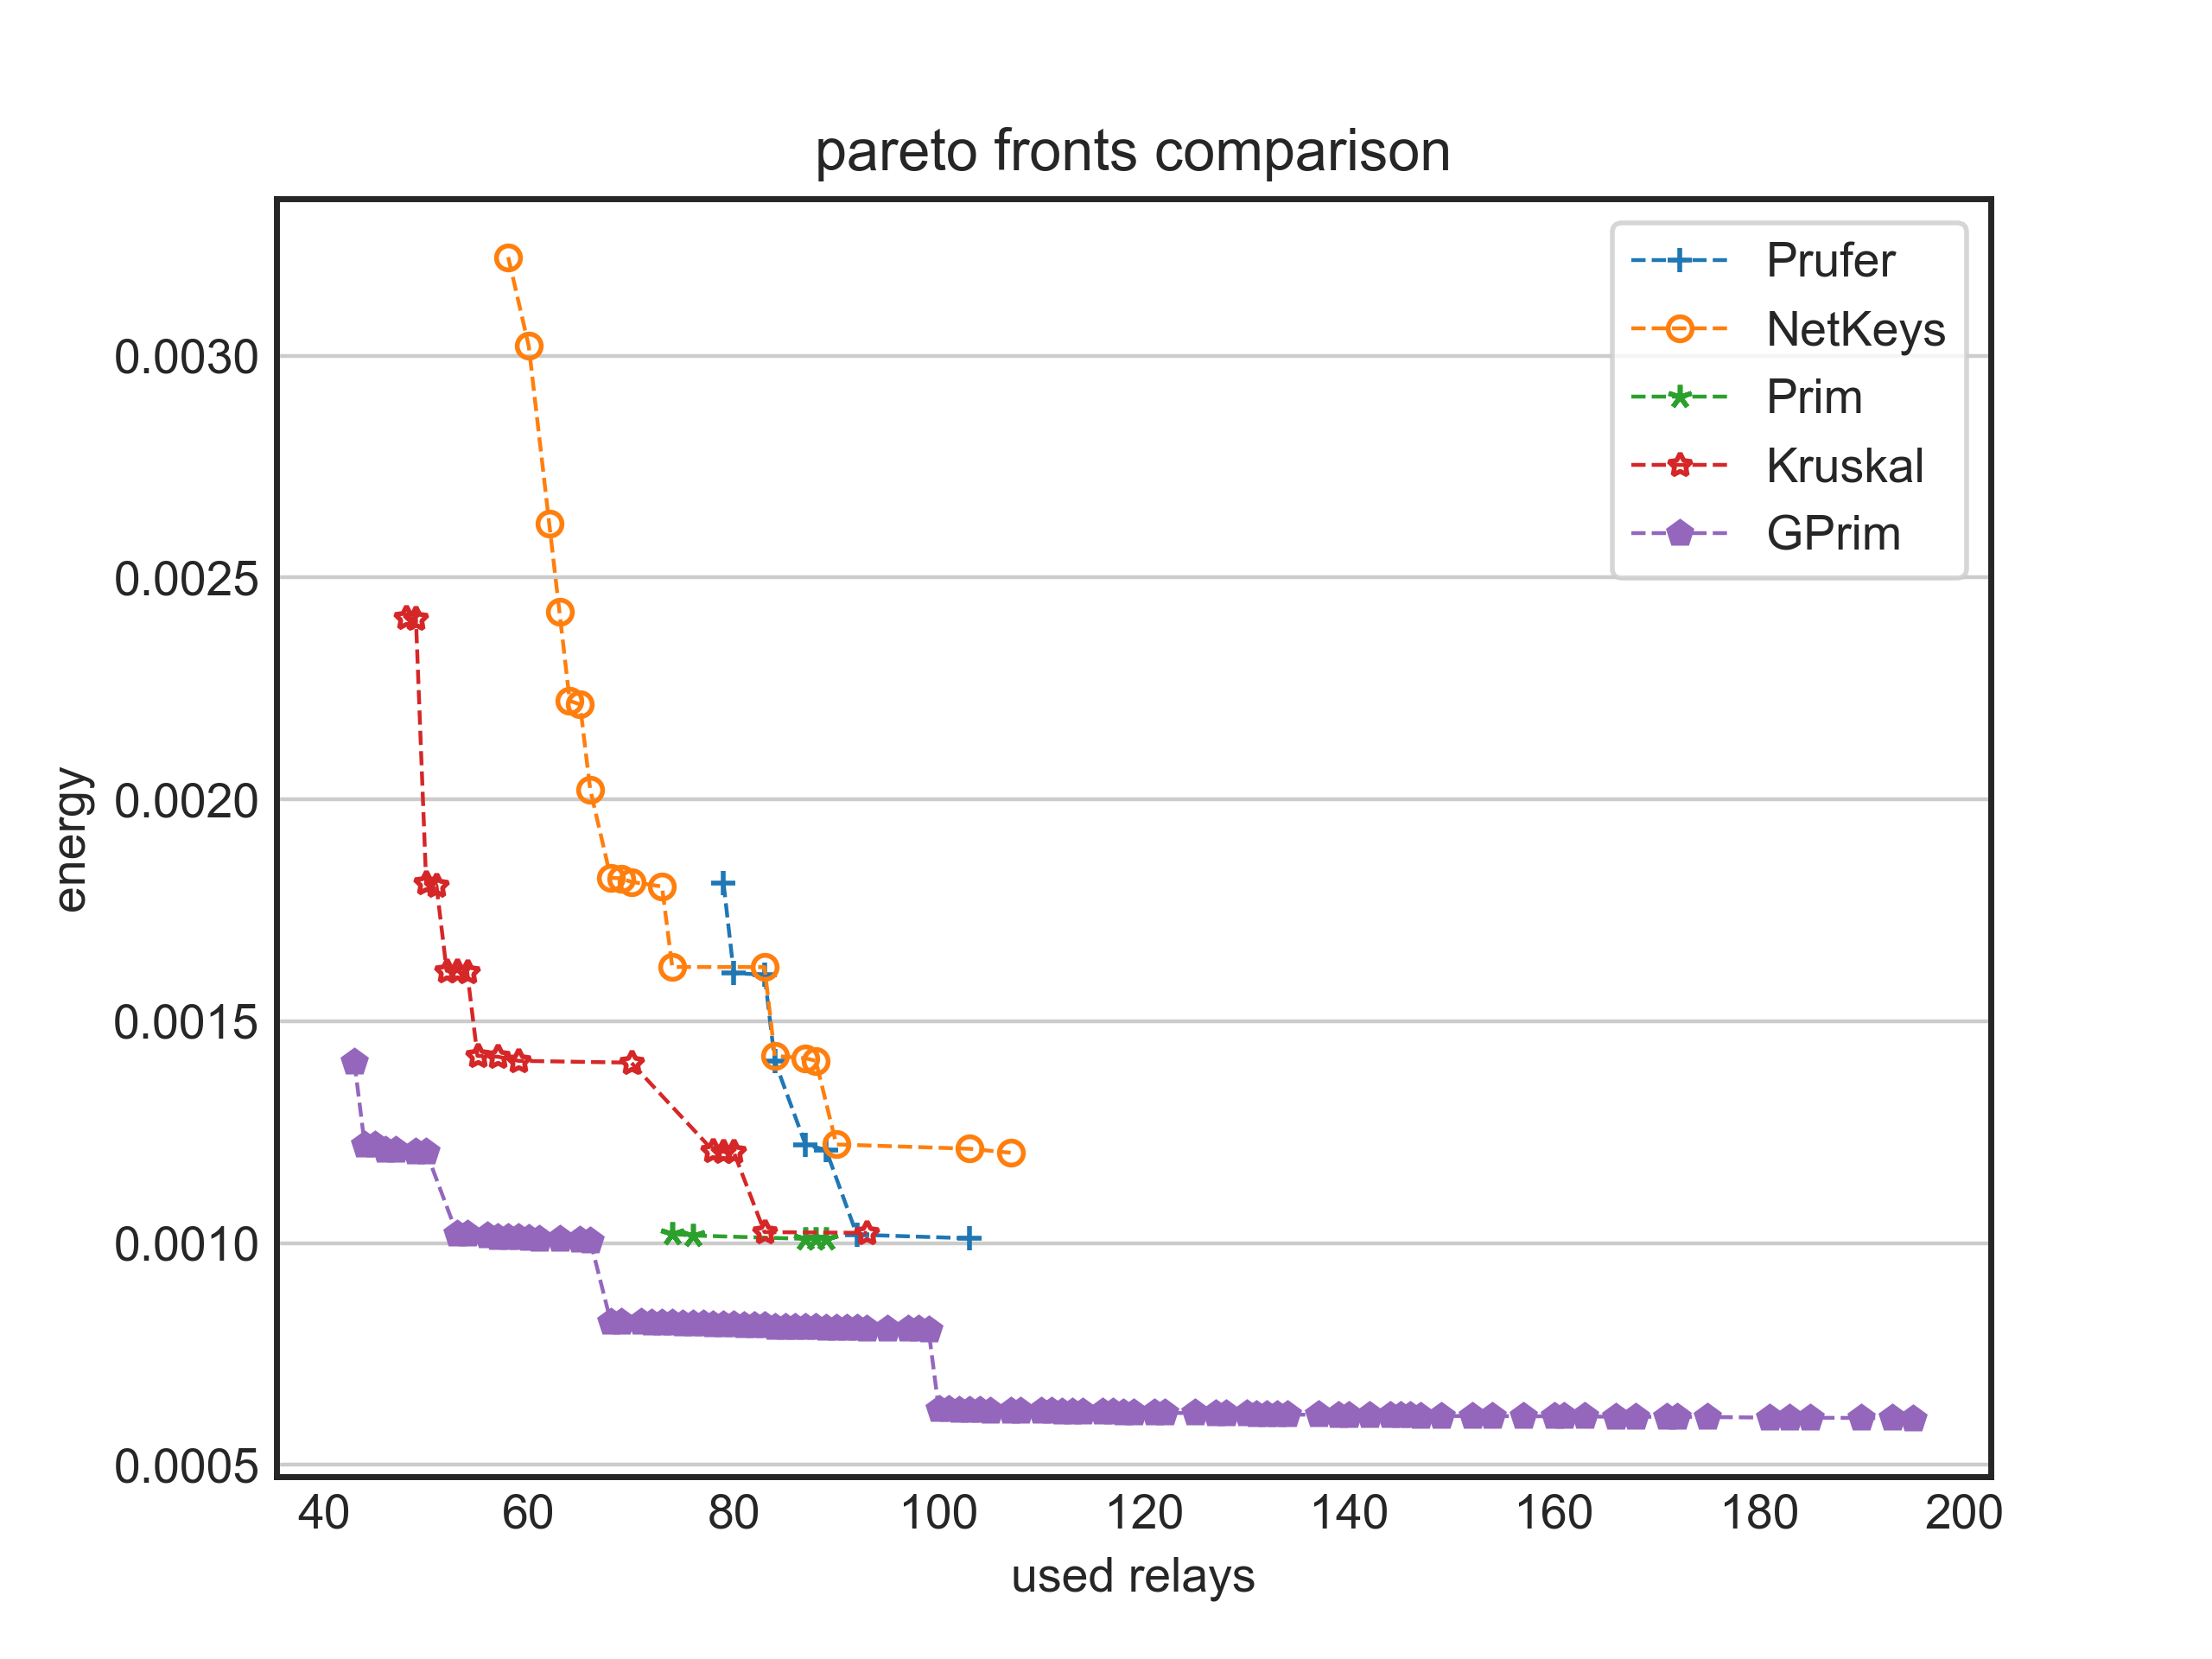 pareto fronts comparison
Prufer
NetKeys
Prim
Kruskal
GPrim
energy
0.0030
0.0025
0.0020
0.0015
0.0010
0.0005
40 60 80 100 120 140 160 180 200
used relays